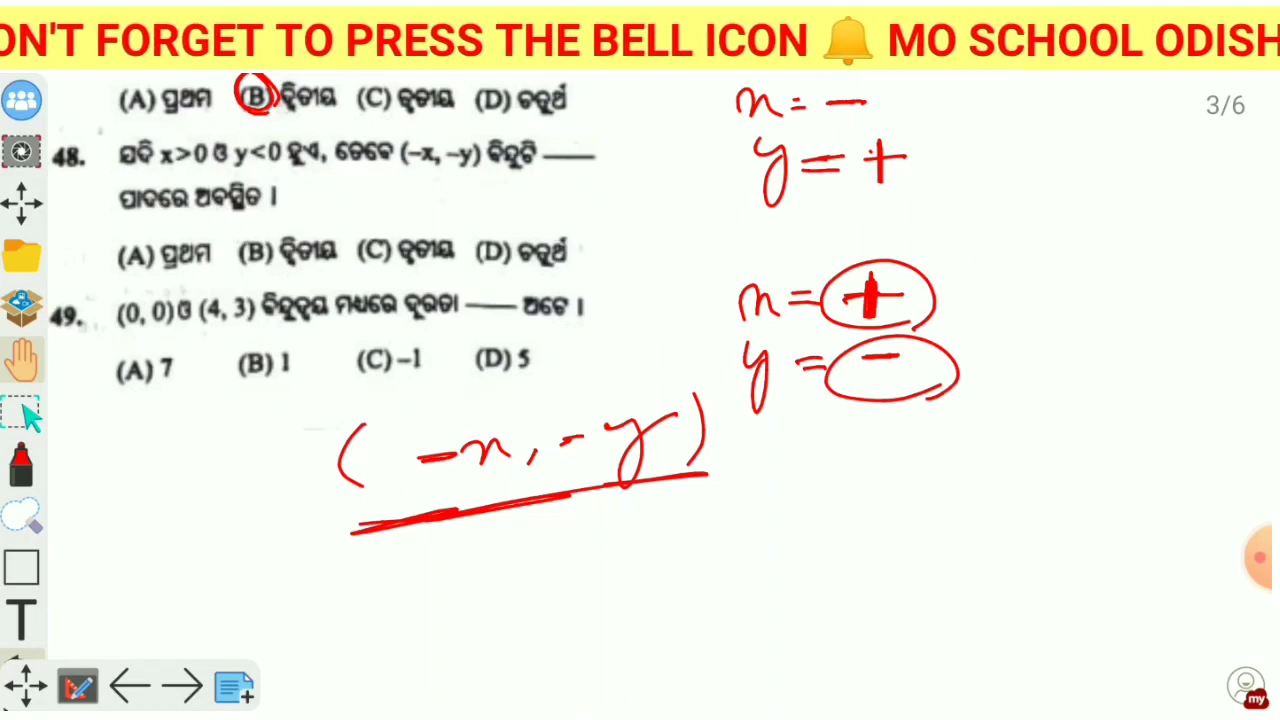 ON'T FORGET TO PRESS THE BELL ICON 🔔 MO SCHOOL ODISH
(A) ପ୍ରଥମ (B) ଦ୍ୱିତୀୟ (C) ତୃତୀୟ (D) ଚତୁର୍ଥ
48. ଯଦି x>0 ଓ y<0 ହୁଏ, ତେବେ (–x, –y) ବିନ୍ଦୁଟି ——
ପାଦରେ ଅବସ୍ଥିତ ।
(A) ପ୍ରଥମ (B) ଦ୍ୱିତୀୟ (C) ତୃତୀୟ (D) ଚତୁର୍ଥ
49. (0, 0) ଓ (4, 3) ବିନ୍ଦୁଦ୍ୱୟ ମଧ୍ୟରେ ଦୂରତା —— ଅଟେ ।
(A) 7 (B) 1 (C) –1 (D) 5
x = –
y = +
x = +
y = –
(–x, –y)
3/6
T
my